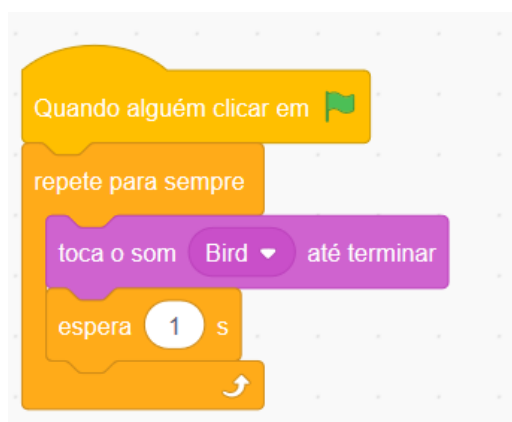 Quando alguém clicar em
repete para sempre
toca o som Bird até terminar
espera 1 s